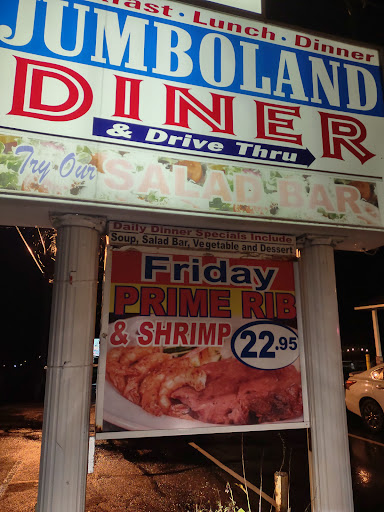 Breakfast · Lunch · Dinner
JUMBOLAND
DINER
& Drive Thru
Try Our SALAD BAR
Daily Dinner Specials Include
Soup, Salad Bar, Vegetable and Dessert
Friday
PRIME RIB
& SHRIMP 22.95